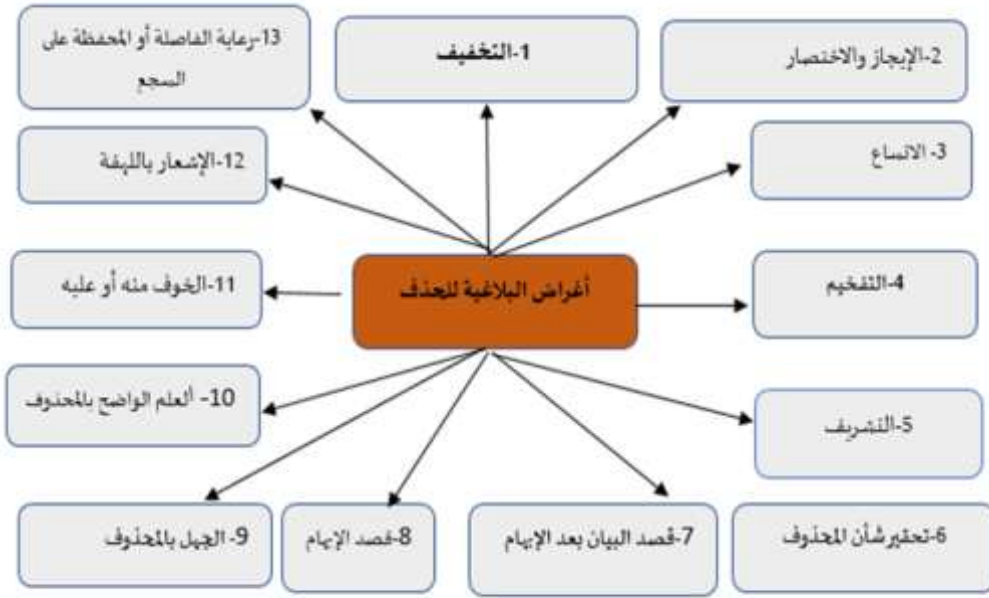 أغراض البلاغية للحذف
1-التخفيف
2-الإيجاز والاختصار
3- الاتساع
4-التفخيم
5-التشريف
6-تحقير شأن المحذوف
7-قصد البيان بعد الإبهام
8-قصد الإبهام
9- الجهل بالمحذوف
10- ألعلم الواضح بالمحذوف
11-الخوف منه أو عليه
12-الإشعار باللهفة
13-رعاية الفاصلة أو المحفظة على
السجع